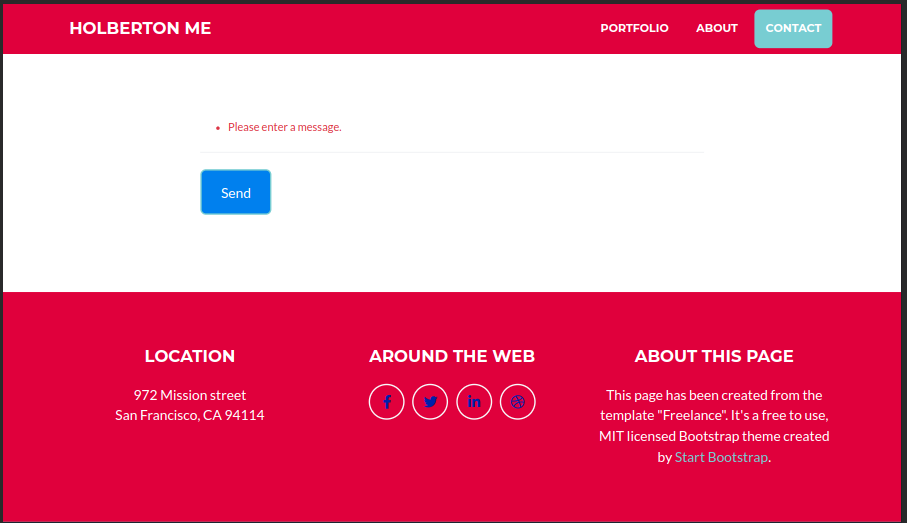 HOLBERTON ME
PORTFOLIO
ABOUT
CONTACT
Please enter a message.
Send
LOCATION
972 Mission street
San Francisco, CA 94114
AROUND THE WEB
ABOUT THIS PAGE
This page has been created from the
template "Freelance". It's a free to use,
MIT licensed Bootstrap theme created
by Start Bootstrap.